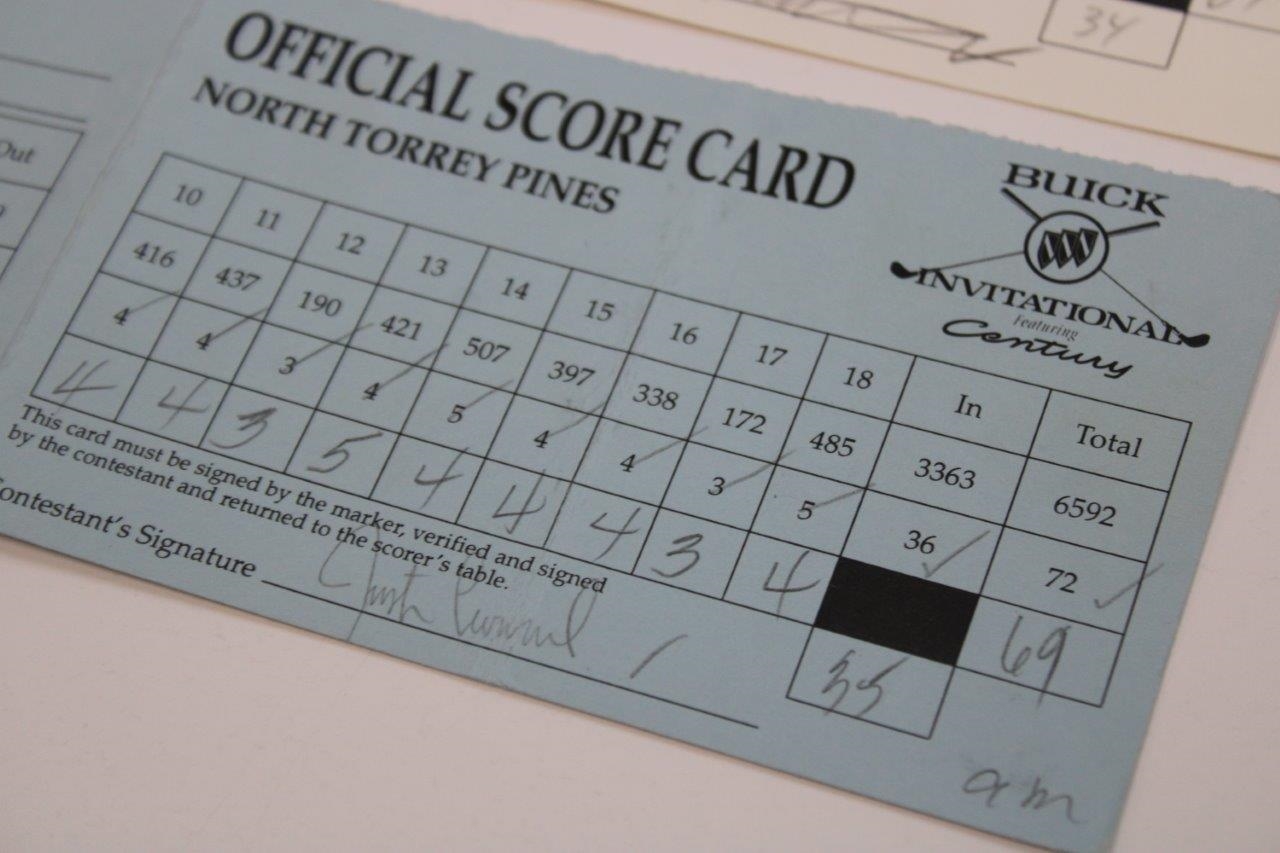 34
OFFICIAL SCORE CARD
NORTH TORREY PINES
BUICK
INVITATIONAL
Featuring
Century
Out
10 11 12 13 14 15 16 17 18 In Total
416 437 190 421 507 397 338 172 485 3363 6592
4 4 3 4 5 4 4 3 5 36 72
4 4 3 5 4 4 4 3 4 69
35
This card must be signed by the marker, verified and signed
by the contestant and returned to the scorer's table.
ontestant's Signature
am